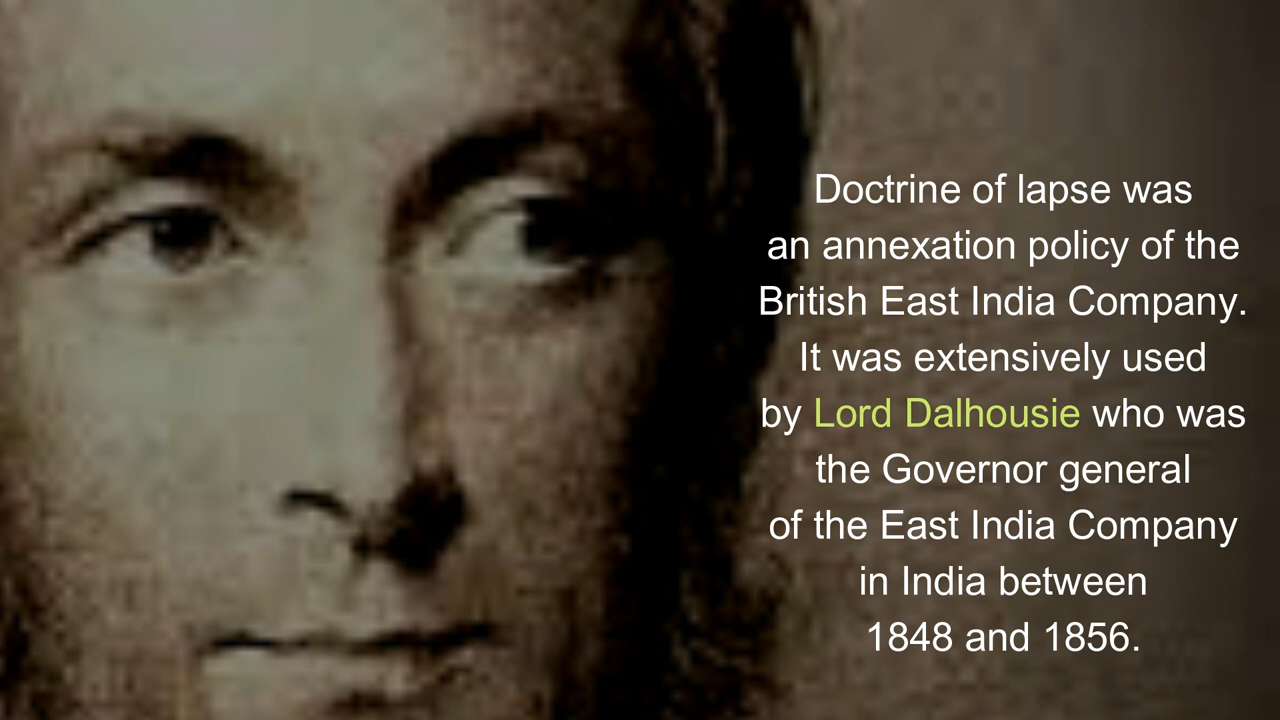 Doctrine of lapse was
an annexation policy of the
British East India Company.
It was extensively used
by Lord Dalhousie who was
the Governor general
of the East India Company
in India between
1848 and 1856.